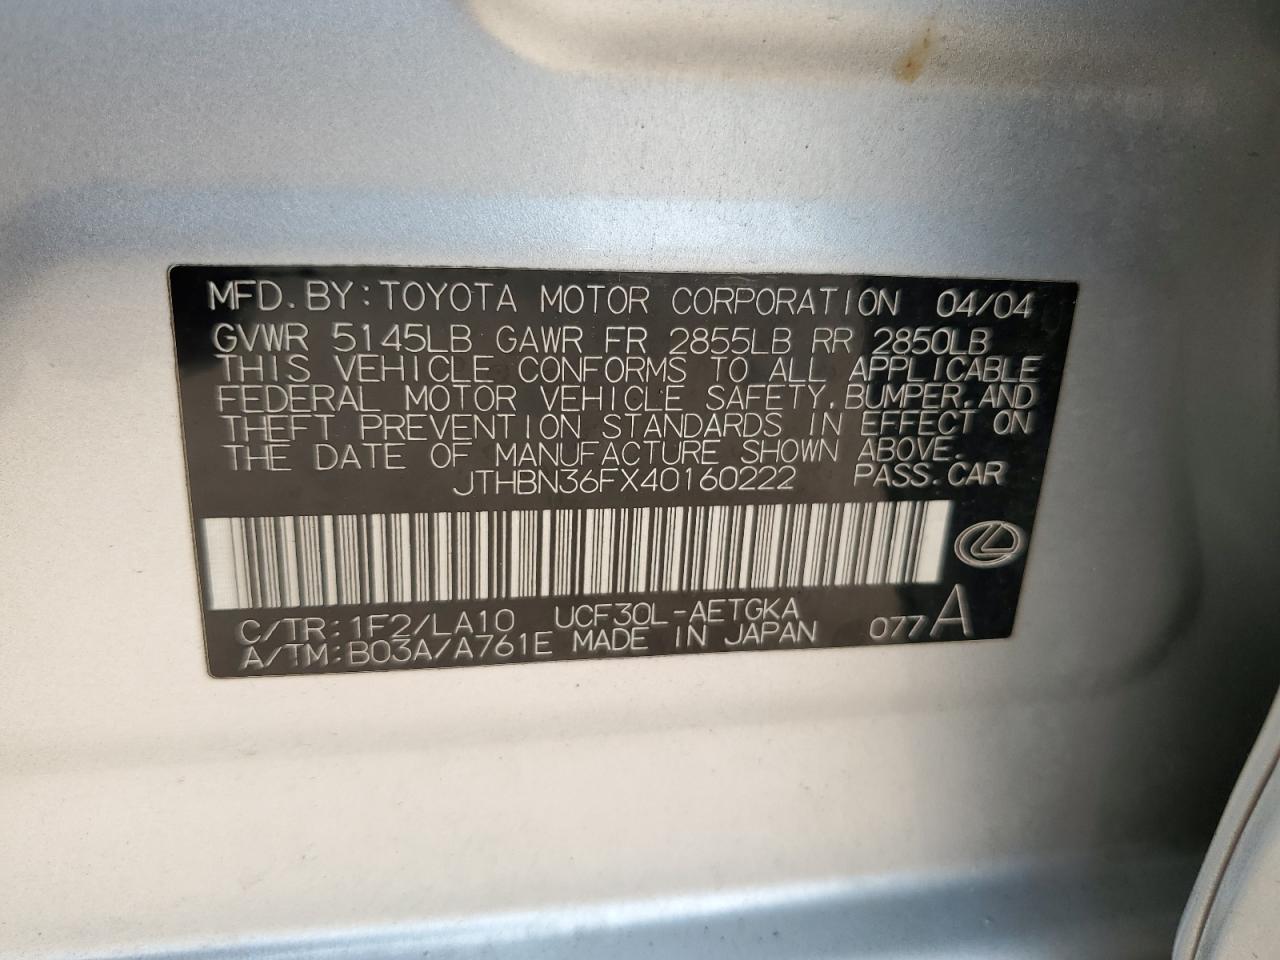 MFD. BY: TOYOTA MOTOR CORPORATION 04/04
GVWR 5145LB GAWR FR 2855LB RR 2850LB
THIS VEHICLE CONFORMS TO ALL APPLICABLE
FEDERAL MOTOR VEHICLE SAFETY, BUMPER, AND
THEFT PREVENTION STANDARDS IN EFFECT ON
THE DATE OF MANUFACTURE SHOWN ABOVE.
JTHBN36FX40160222 PASS. CAR
C/TR: 1F2/LA10 UCF30L-AETGKA
A/TM: B03A/A761E MADE IN JAPAN 077A